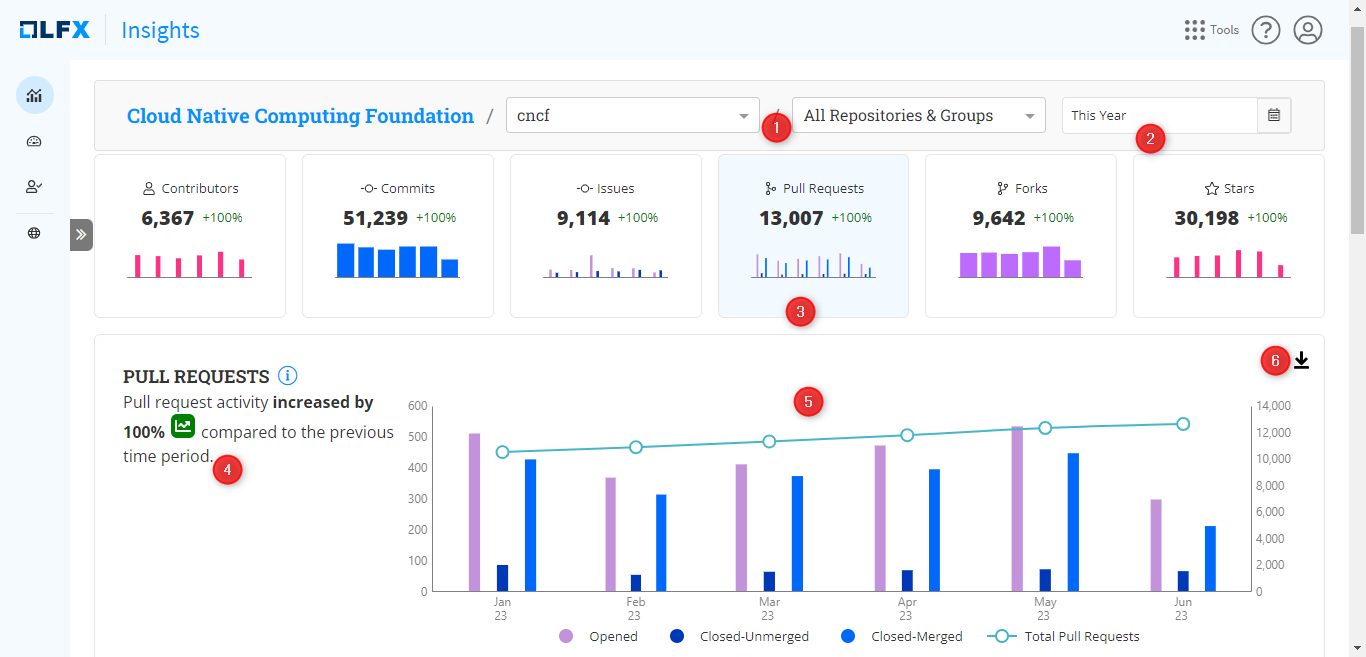 LFX Insights Tools ?
Cloud Native Computing Foundation / cncf / All Repositories & Groups This Year
1 2
Contributors
6,367 +100%
Commits
51,239 +100%
Issues
9,114 +100%
Pull Requests
13,007 +100%
Forks
9,642 +100%
Stars
30,198 +100%
3
PULL REQUESTS i
Pull request activity increased by
100% compared to the previous
time period.
4
5
6
600
500
400
300
200
100
0
14,000
12,000
10,000
8,000
6,000
4,000
2,000
0
Jan 23
Feb 23
Mar 23
Apr 23
May 23
Jun 23
Opened Closed-Unmerged Closed-Merged Total Pull Requests